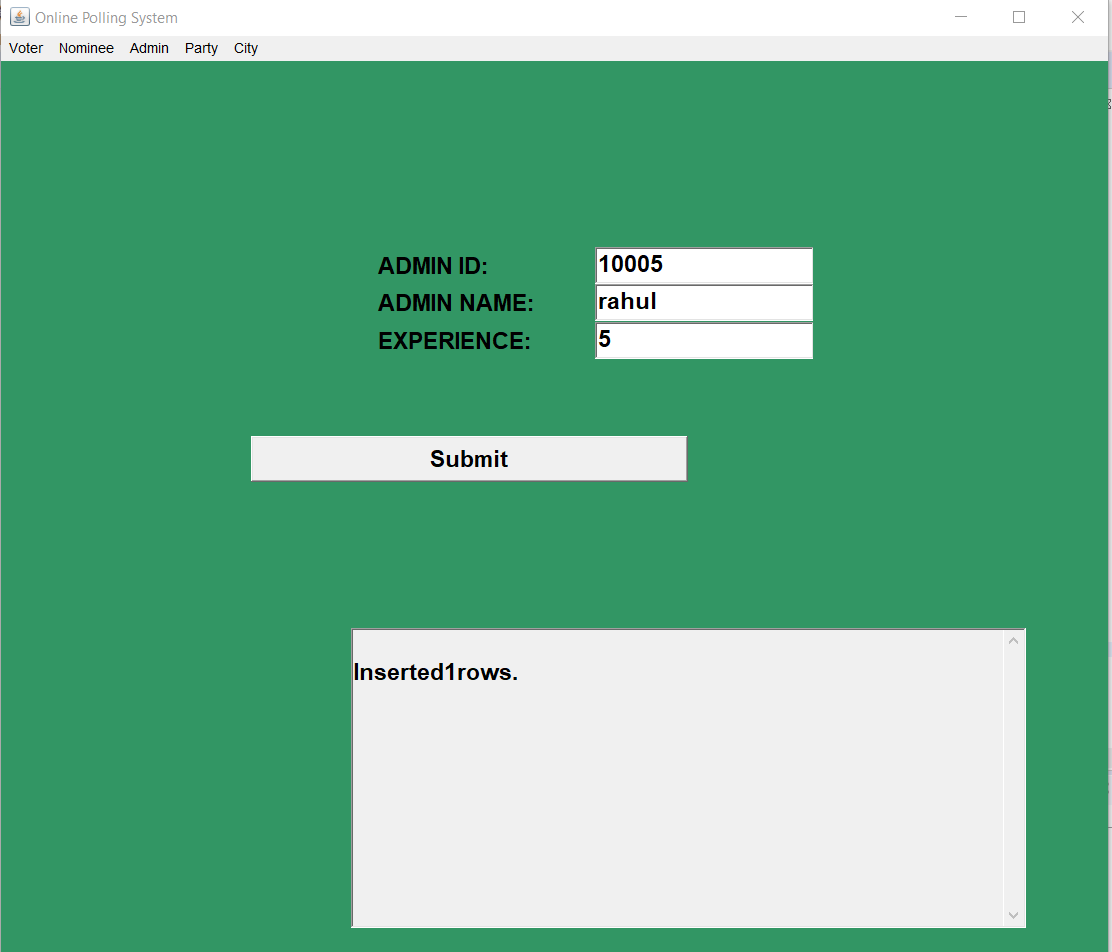 Online Polling System
Voter Nominee Admin Party City
ADMIN ID: 10005
ADMIN NAME: rahul
EXPERIENCE: 5
Submit
Inserted1rows.